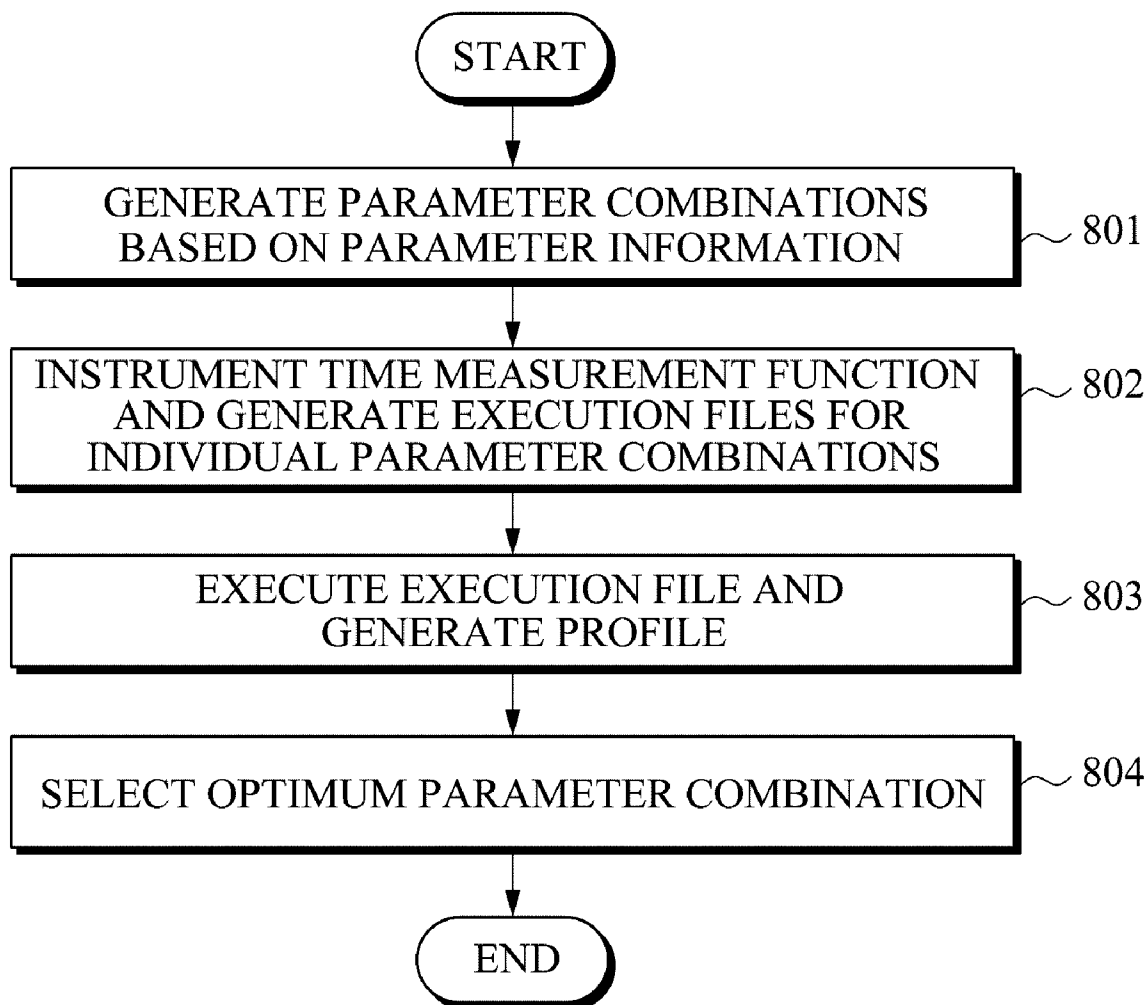 START
GENERATE PARAMETER COMBINATIONS
BASED ON PARAMETER INFORMATION
801
INSTRUMENT TIME MEASUREMENT FUNCTION
AND GENERATE EXECUTION FILES FOR
INDIVIDUAL PARAMETER COMBINATIONS
802
EXECUTE EXECUTION FILE AND
GENERATE PROFILE
803
SELECT OPTIMUM PARAMETER COMBINATION
804
END